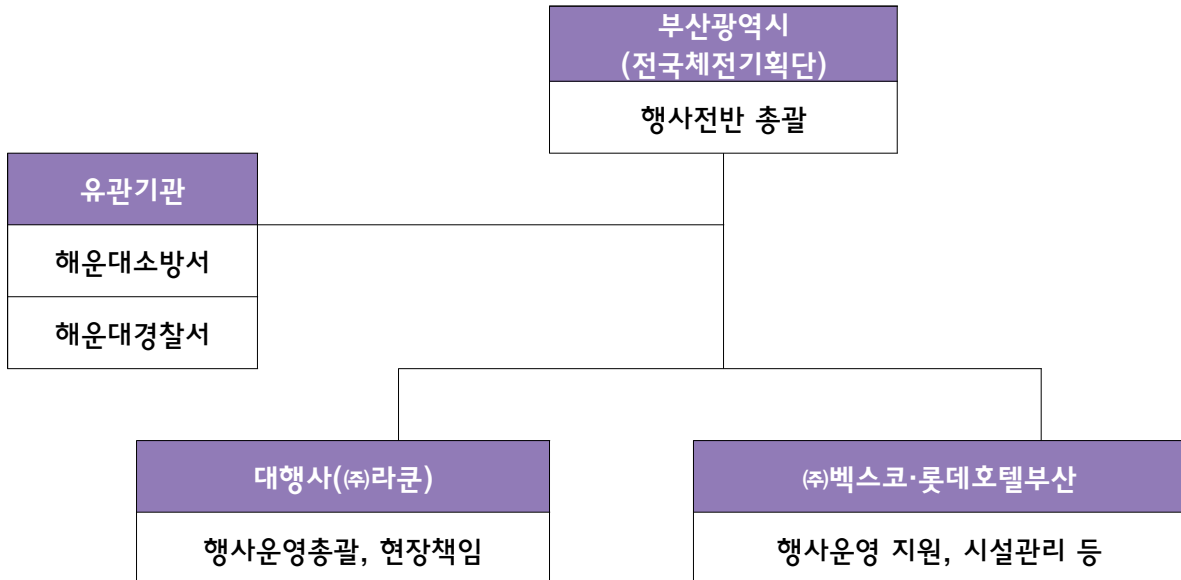 부산광역시
(전국체전기획단)
행사전반 총괄
유관기관
해운대소방서
해운대경찰서
대행사(㈜라쿤)
행사운영총괄, 현장책임
㈜벡스코·롯데호텔부산
행사운영 지원, 시설관리 등